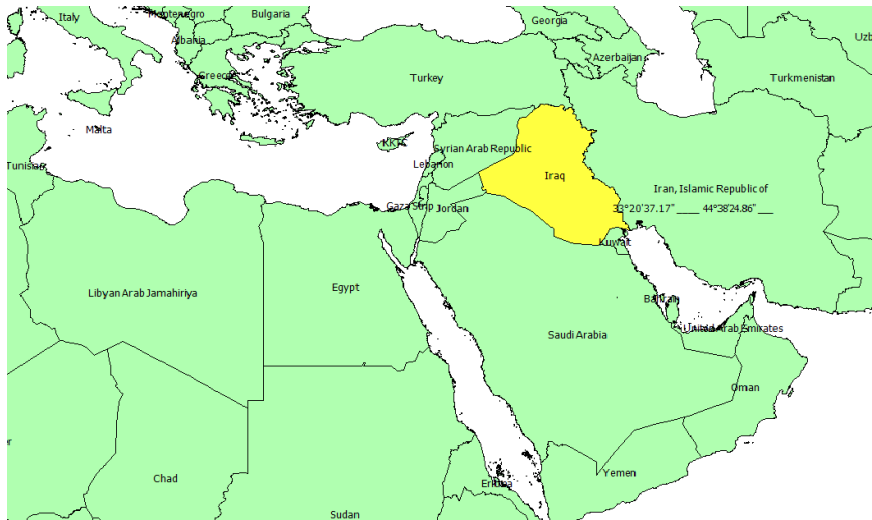 Italy
Montenegro
Bulgaria
Georgia
Uzb
Albania
Azerbaijan
Greece
Turkey
Turkmenistan
Malta
KKTC
Syrian Arab Republic
Tunisia
Lebanon
Iraq
Iran, Islamic Republic of
Gaza Strip
Jordan
33°20'37.17" ____ 44°38'24.86" ___
Kuwait
Libyan Arab Jamahiriya
Egypt
Bahrain
United Arab Emirates
Saudi Arabia
Oman
er
Chad
Eritrea
Yemen
Sudan